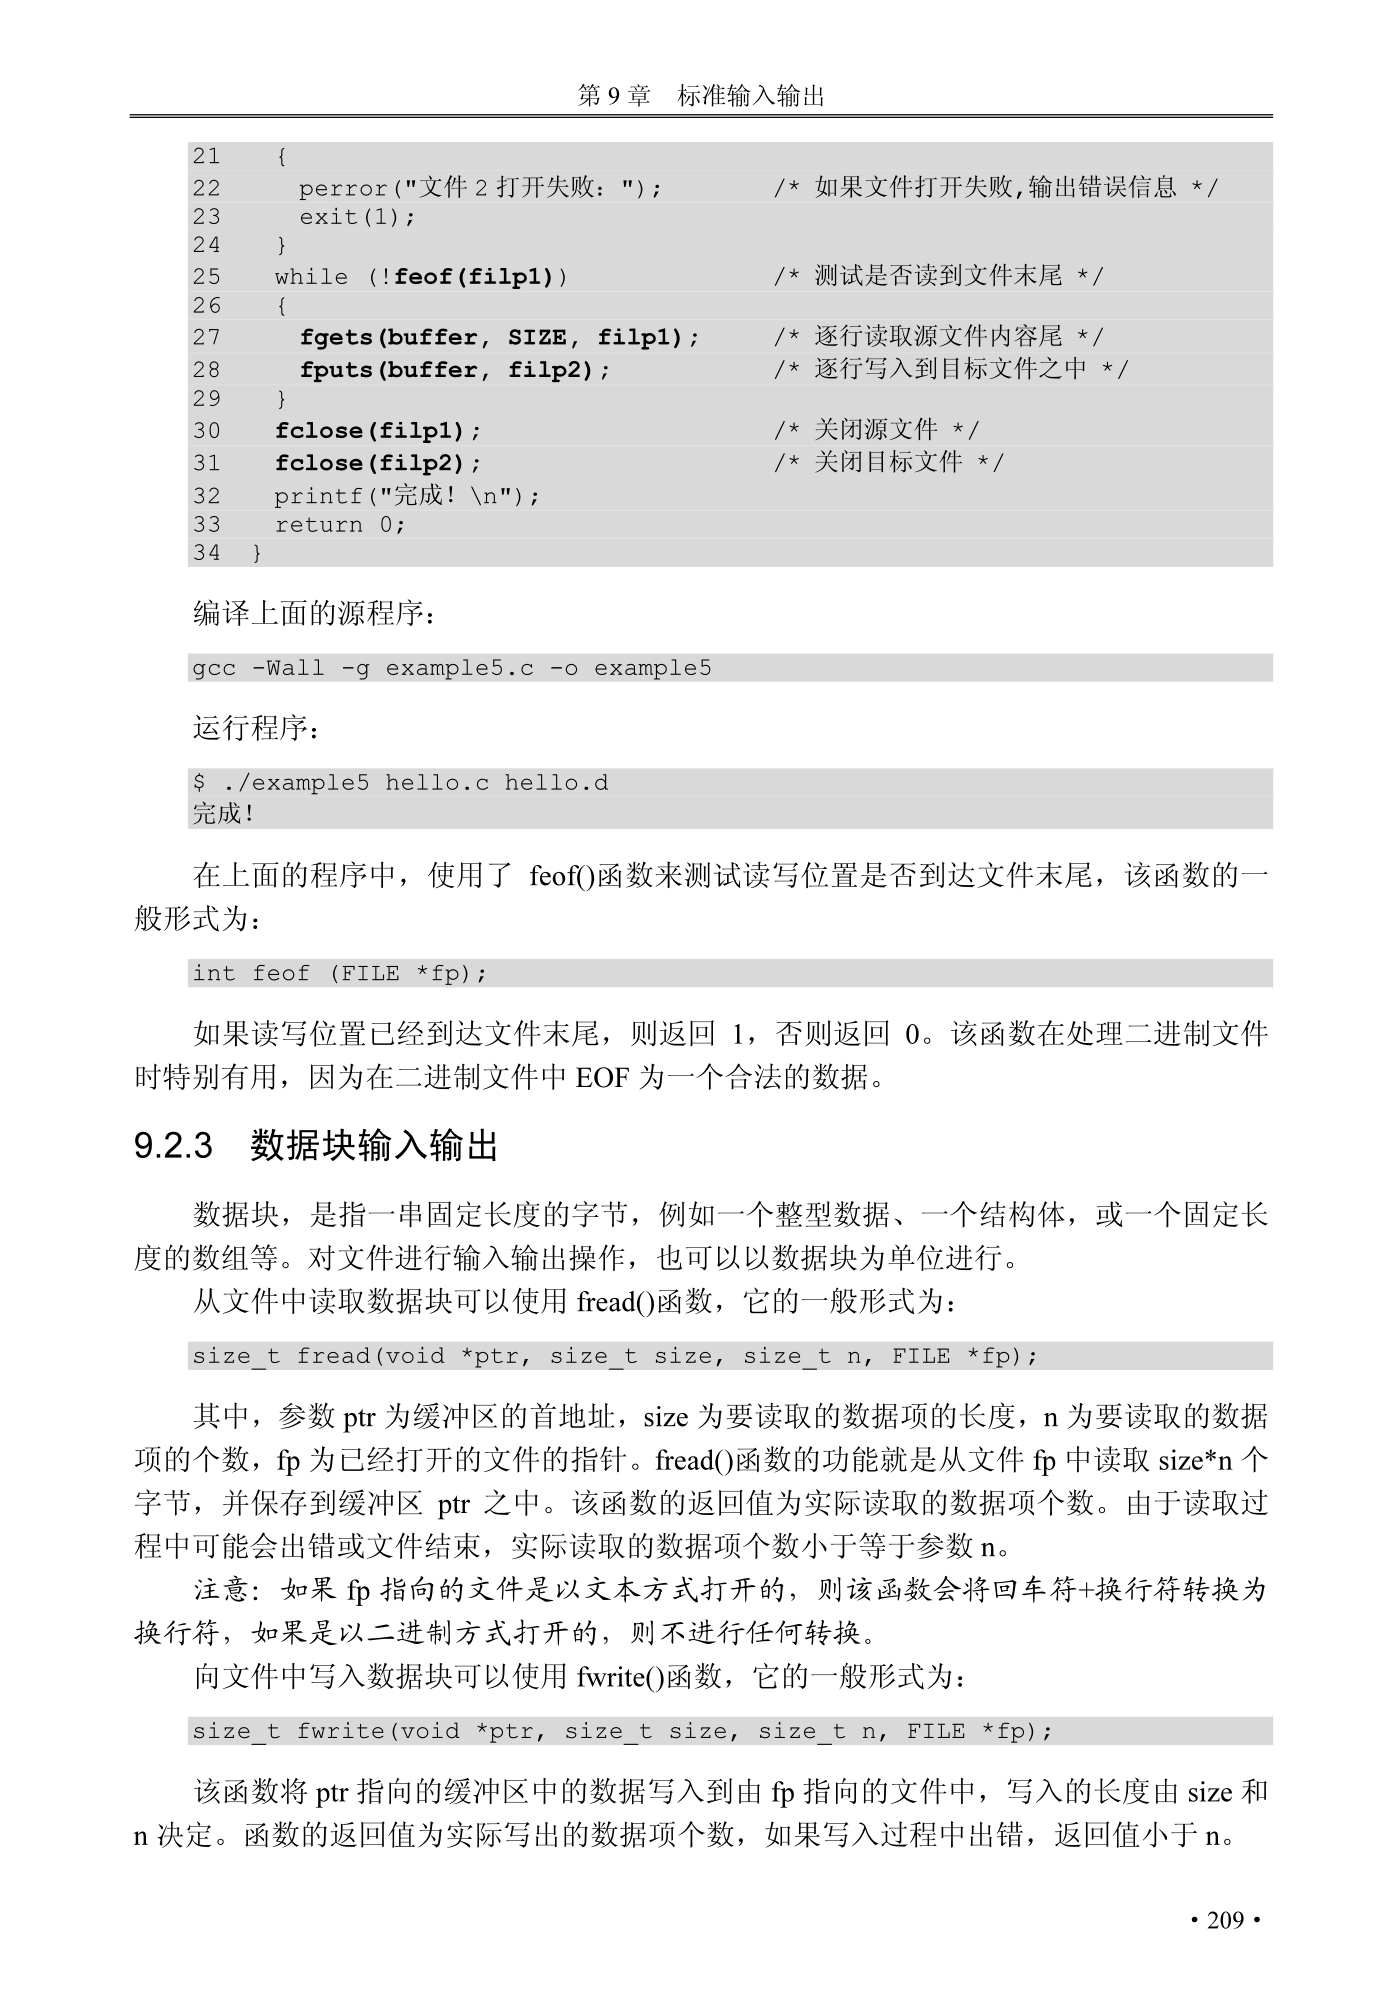 第 9 章　标准输入输出
21    {
22      perror("文件 2 打开失败：");    /* 如果文件打开失败,输出错误信息 */
23      exit(1);
24    }
25    while (!feof(filp1))    /* 测试是否读到文件末尾 */
26    {
27      fgets(buffer, SIZE, filp1);    /* 逐行读取源文件内容尾 */
28      fputs(buffer, filp2);    /* 逐行写入到目标文件之中 */
29    }
30    fclose(filp1);    /* 关闭源文件 */
31    fclose(filp2);    /* 关闭目标文件 */
32    printf("完成！\n");
33    return 0;
34  }
编译上面的源程序：
gcc -Wall -g example5.c -o example5
运行程序：
$ ./example5 hello.c hello.d
完成！
在上面的程序中，使用了 feof()函数来测试读写位置是否到达文件末尾，该函数的一
般形式为：
int feof (FILE *fp);
如果读写位置已经到达文件末尾，则返回 1，否则返回 0。该函数在处理二进制文件
时特别有用，因为在二进制文件中 EOF 为一个合法的数据。
9.2.3　数据块输入输出
数据块，是指一串固定长度的字节，例如一个整型数据、一个结构体，或一个固定长
度的数组等。对文件进行输入输出操作，也可以以数据块为单位进行。
从文件中读取数据块可以使用 fread()函数，它的一般形式为：
size_t fread(void *ptr, size_t size, size_t n, FILE *fp);
其中，参数 ptr 为缓冲区的首地址，size 为要读取的数据项的长度，n 为要读取的数据
项的个数，fp 为已经打开的文件的指针。fread()函数的功能就是从文件 fp 中读取 size*n 个
字节，并保存到缓冲区 ptr 之中。该函数的返回值为实际读取的数据项个数。由于读取过
程中可能会出错或文件结束，实际读取的数据项个数小于等于参数 n。
注意：如果 fp 指向的文件是以文本方式打开的，则该函数会将回车符+换行符转换为
换行符，如果是以二进制方式打开的，则不进行任何转换。
向文件中写入数据块可以使用 fwrite()函数，它的一般形式为：
size_t fwrite(void *ptr, size_t size, size_t n, FILE *fp);
该函数将 ptr 指向的缓冲区中的数据写入到由 fp 指向的文件中，写入的长度由 size 和
n 决定。函数的返回值为实际写出的数据项个数，如果写入过程中出错，返回值小于 n。
• 209 •